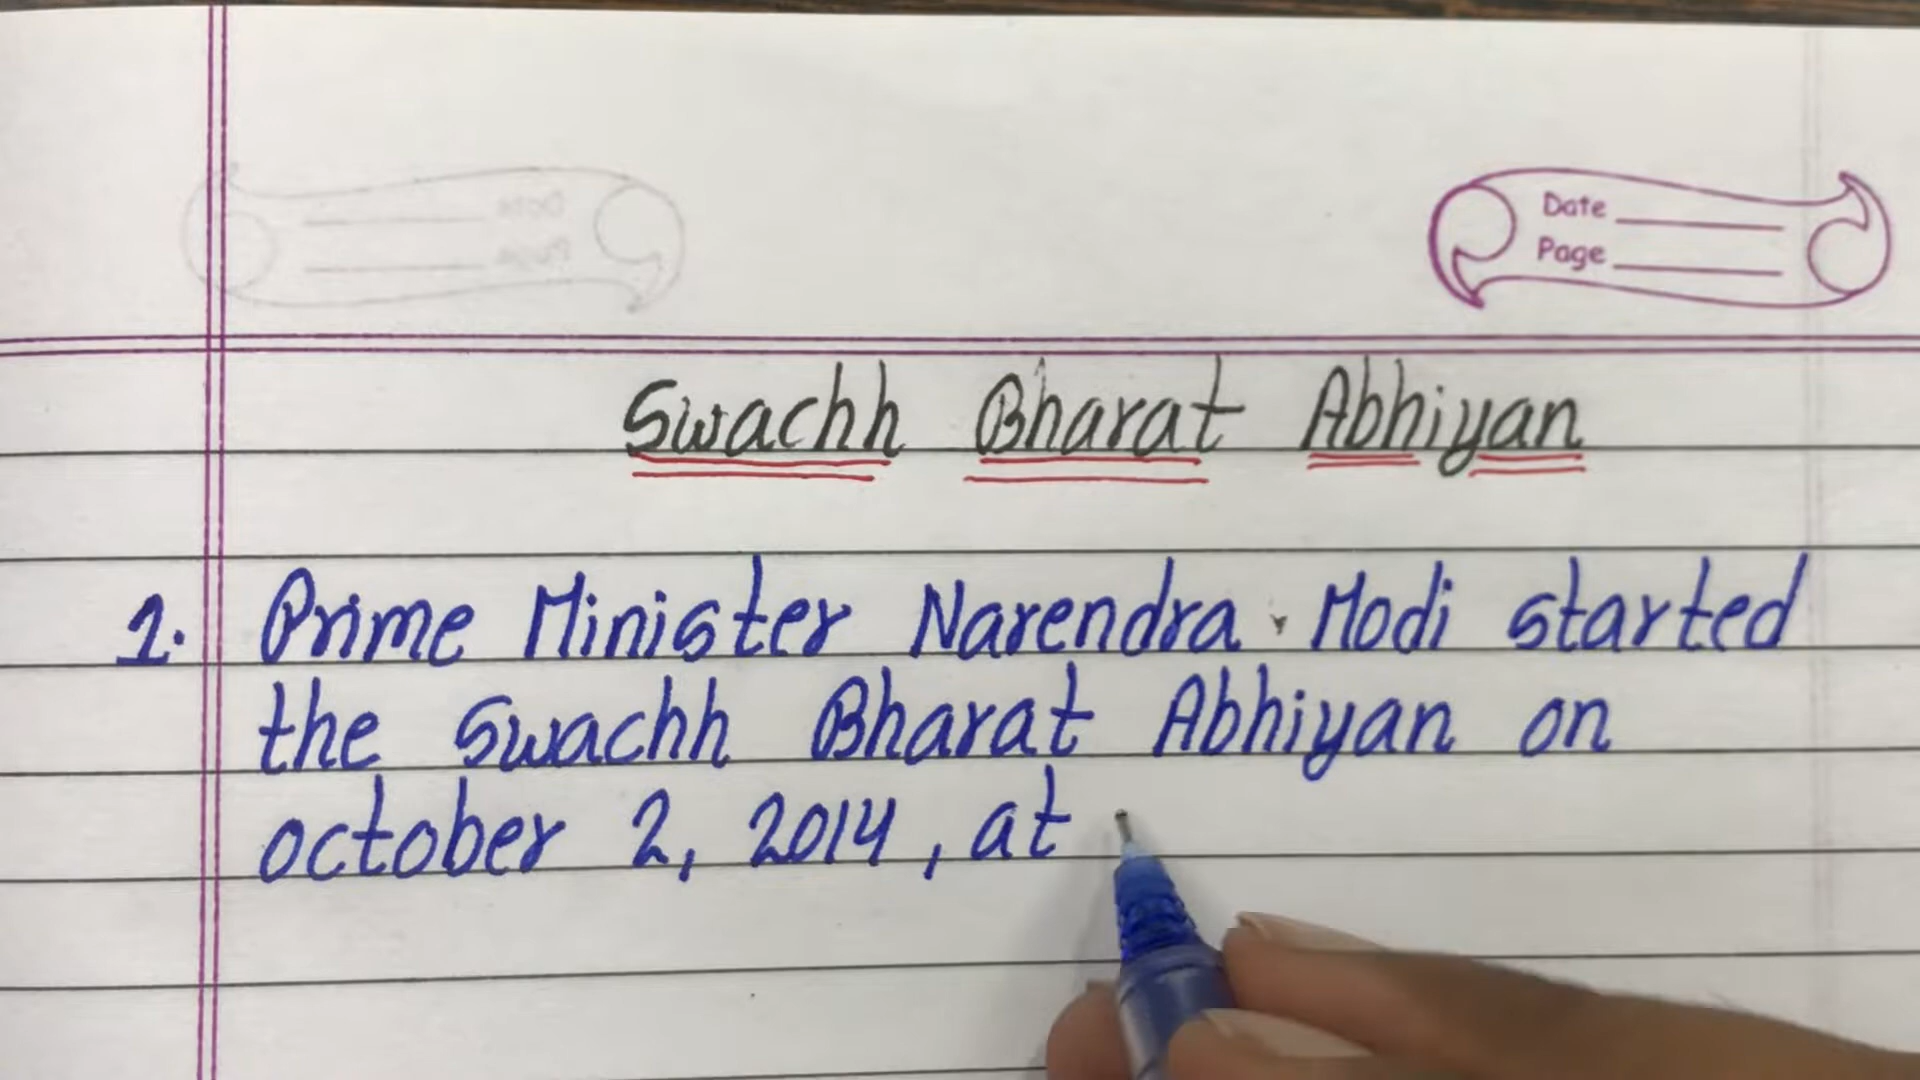 Date
Page
Swachh Bharat Abhiyan
1. Prime Minister Narendra Modi started
the Swachh Bharat Abhiyan on
october 2, 2014, at